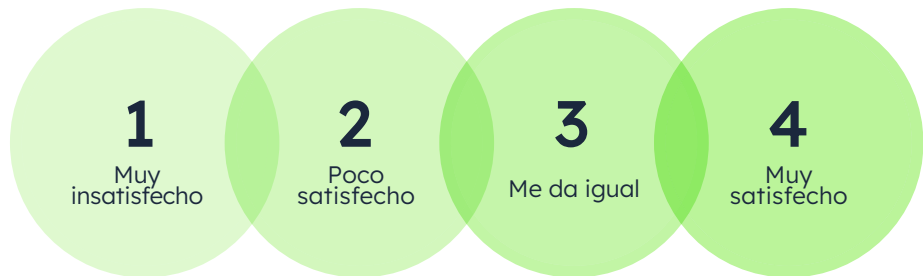 1
Muy
insatisfecho
2
Poco
satisfecho
3
Me da igual
4
Muy
satisfecho